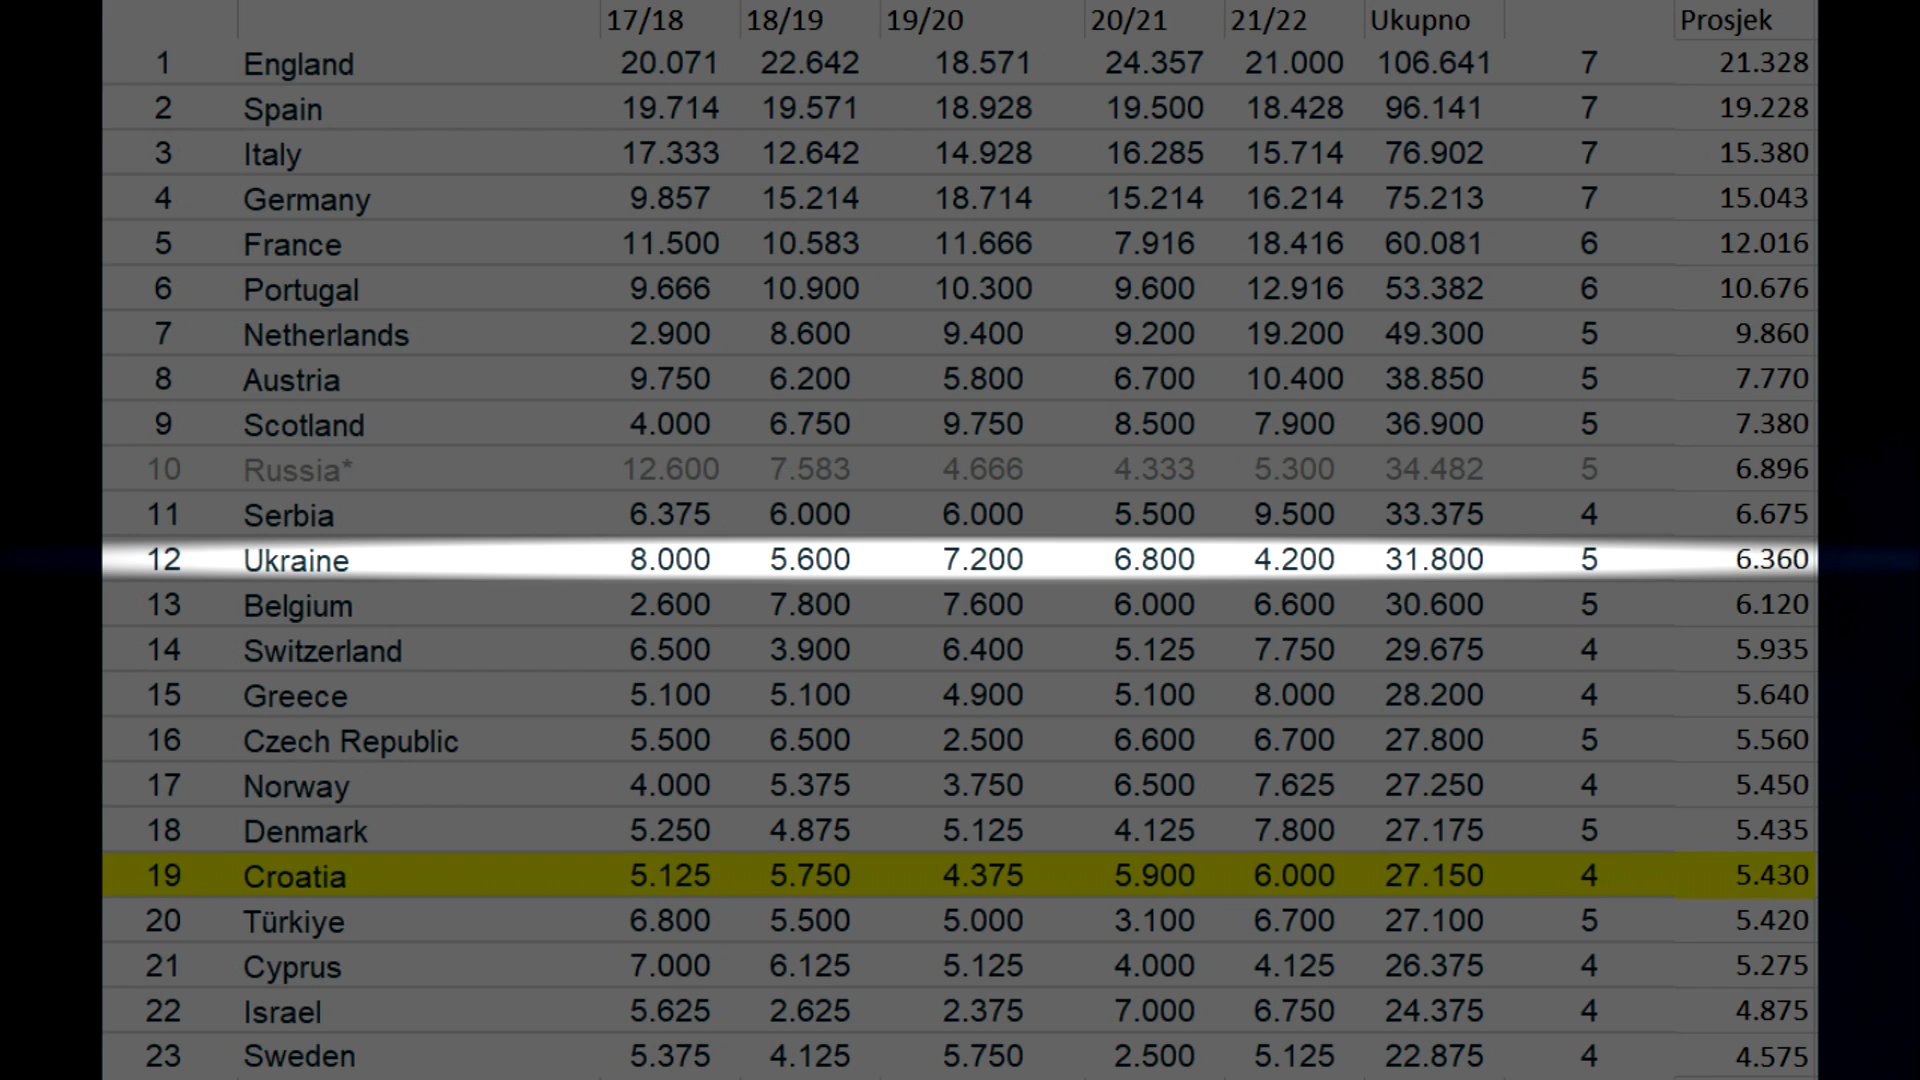 17/18 18/19 19/20 20/21 21/22 Ukupno Prosjek
1 England 20.071 22.642 18.571 24.357 21.000 106.641 7 21.328
2 Spain 19.714 19.571 18.928 19.500 18.428 96.141 7 19.228
3 Italy 17.333 12.642 14.928 16.285 15.714 76.902 7 15.380
4 Germany 9.857 15.214 18.714 15.214 16.214 75.213 7 15.043
5 France 11.500 10.583 11.666 7.916 18.416 60.081 6 12.016
6 Portugal 9.666 10.900 10.300 9.600 12.916 53.382 6 10.676
7 Netherlands 2.900 8.600 9.400 9.200 19.200 49.300 5 9.860
8 Austria 9.750 6.200 5.800 6.700 10.400 38.850 5 7.770
9 Scotland 4.000 6.750 9.750 8.500 7.900 36.900 5 7.380
10 Russia* 12.600 7.583 4.666 4.333 5.300 34.482 5 6.896
11 Serbia 6.375 6.000 6.000 5.500 9.500 33.375 4 6.675
12 Ukraine 8.000 5.600 7.200 6.800 4.200 31.800 5 6.360
13 Belgium 2.600 7.800 7.600 6.000 6.600 30.600 5 6.120
14 Switzerland 6.500 3.900 6.400 5.125 7.750 29.675 4 5.935
15 Greece 5.100 5.100 4.900 5.100 8.000 28.200 4 5.640
16 Czech Republic 5.500 6.500 2.500 6.600 6.700 27.800 5 5.560
17 Norway 4.000 5.375 3.750 6.500 7.625 27.250 4 5.450
18 Denmark 5.250 4.875 5.125 4.125 7.800 27.175 5 5.435
19 Croatia 5.125 5.750 4.375 5.900 6.000 27.150 4 5.430
20 Türkiye 6.800 5.500 5.000 3.100 6.700 27.100 5 5.420
21 Cyprus 7.000 6.125 5.125 4.000 4.125 26.375 4 5.275
22 Israel 5.625 2.625 2.375 7.000 6.750 24.375 4 4.875
23 Sweden 5.375 4.125 5.750 2.500 5.125 22.875 4 4.575